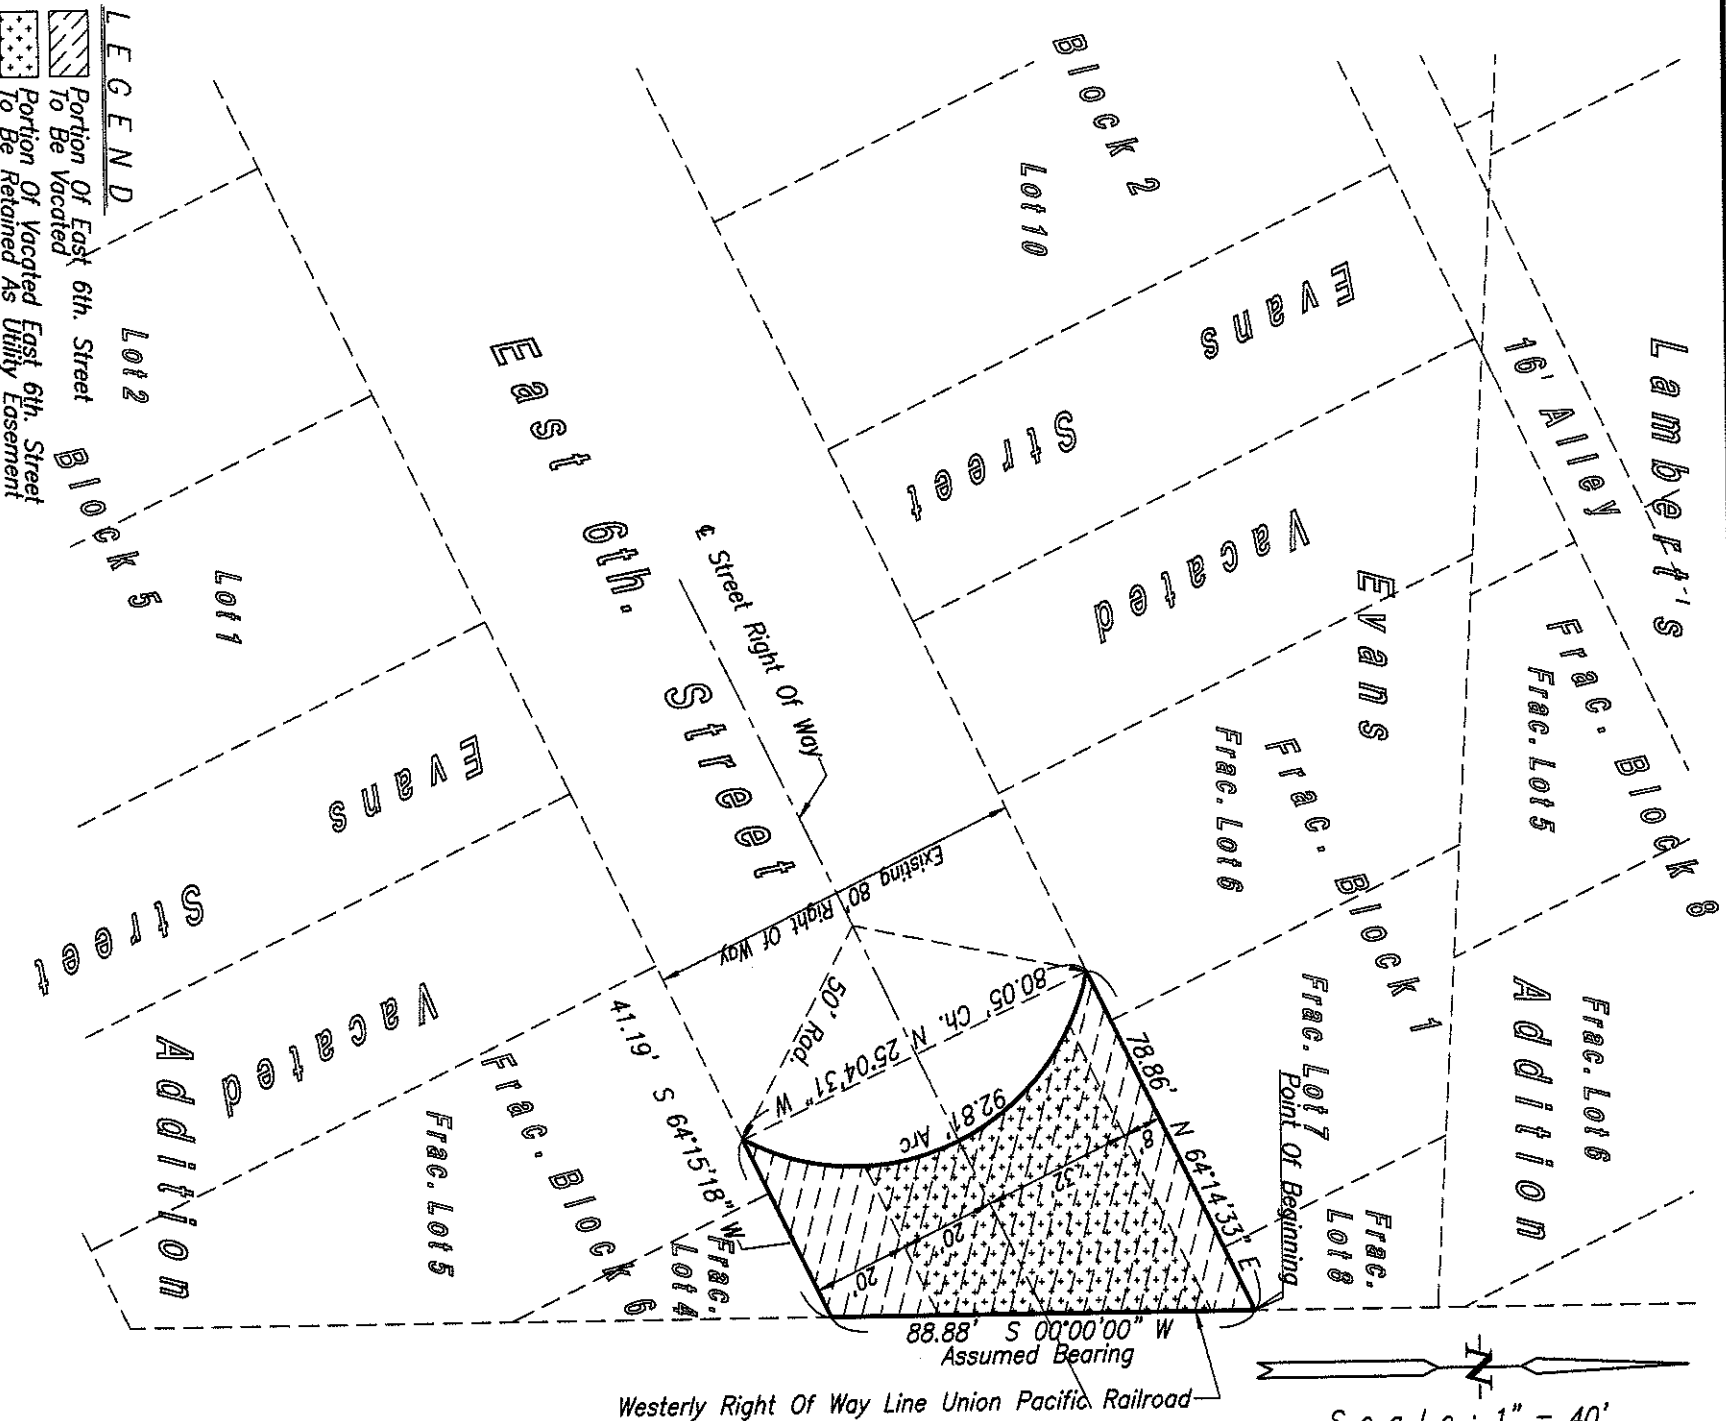 LEGEND
Portion Of East 6th. Street
To Be Vacated
Portion Of Vacated East 6th. Street
To Be Retained As Utility Easement
Block 2
Lot 10
Evans
Street
Vacated
16' Alley
Lambert's
Evans
Addition
Frac. Block 8
Frac. Lot 5
Frac. Lot 6
Frac. Block 1
Frac. Lot 6
Frac. Lot 7
Frac.
Lot 8
East 6th. Street
℄ Street Right Of Way
Existing 80' Right Of Way
Lot 2
Block 5
Lot 1
Evans
Street
Vacated
Addition
Frac. Block 6
Frac. Lot 5
Frac.
Lot 4
41.19' S 64°15'18" W
50' Rad.
80.05' Ch. N 25°04'31" W
92.81' Arc
78.86' N 64°14'33" E
Point Of Beginning
8'
32'
20'
20'
88.88' S 00°00'00" W
Assumed Bearing
Westerly Right Of Way Line Union Pacific Railroad
N
Scale: 1" = 40'